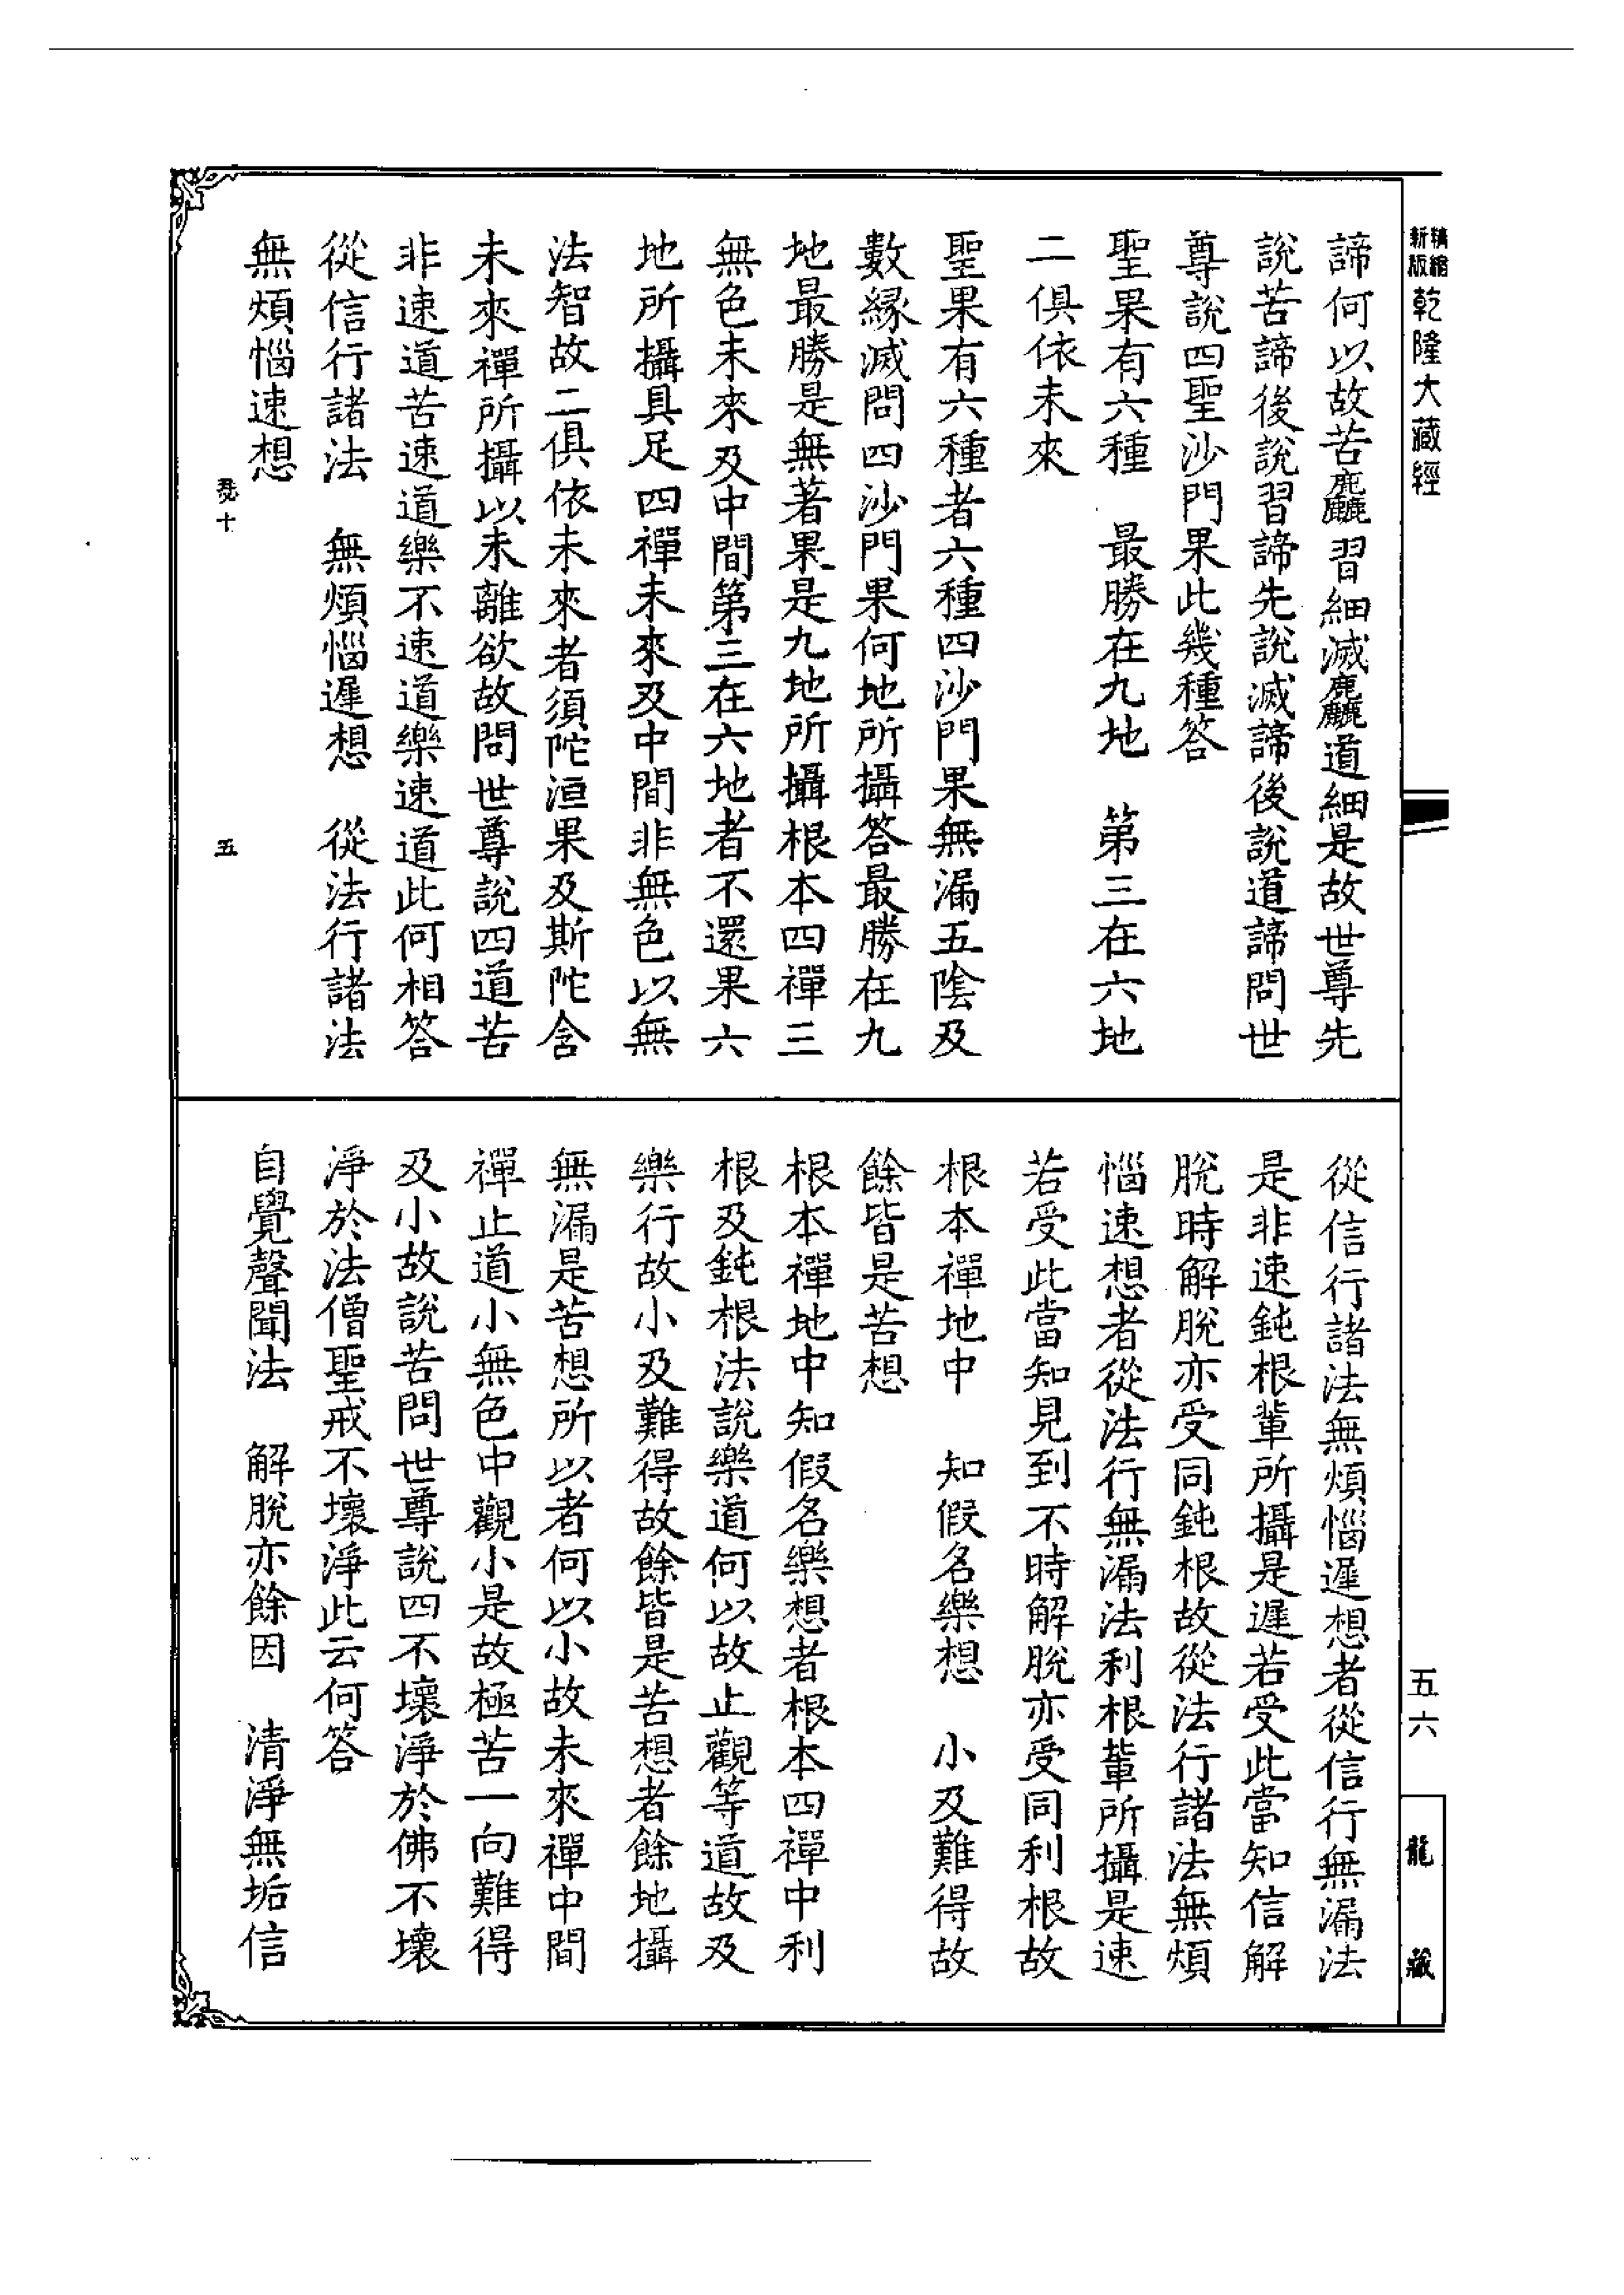 新版 精縮
乾隆大藏經
諦何以故苦麤習細滅麤道細是故世尊先
說苦諦後說習諦先說滅諦後說道諦問世
尊說四聖沙門果此幾種答
聖果有六種　最勝在九地　第三在六地
二俱依未來
聖果有六種者六種四沙門果無漏五陰及
數緣滅問四沙門果何地所攝答最勝在九
地最勝是無著果是九地所攝根本四禪三
無色未來及中間第三在六地者不還果六
地所攝具足四禪未來及中間非無色以無
法智故二俱依未來者須陀洹果及斯陀含
未來禪所攝以未離欲故問世尊說四道苦
非速道苦速道樂不速道樂速道此何相答
從信行諸法　無煩惱遲想　從法行諸法
無煩惱速想
十
五
從信行諸法無煩惱遲想者從信行無漏法
是非速鈍根輩所攝是遲若受此當知信解
脫時解脫亦受同鈍根故從法行諸法無煩
惱速想者從法行無漏法利根輩所攝是速
若受此當知見到不時解脫亦受同利根故
根本禪地中　知假名樂想　小及難得故
餘皆是苦想
根本禪地中知假名樂想者根本四禪中利
根及鈍根法說樂道何以故止觀等道故及
樂行故小及難得故餘皆是苦想者餘地攝
無漏是苦想所以者何以小故未來禪中間
禪止道小無色中觀小是故極苦一向難得
及小故說苦問世尊說四不壞淨於佛不壞
淨於法僧聖戒不壞淨此云何答
自覺聲聞法　解脫亦餘因　清淨無垢信
五六
龍藏